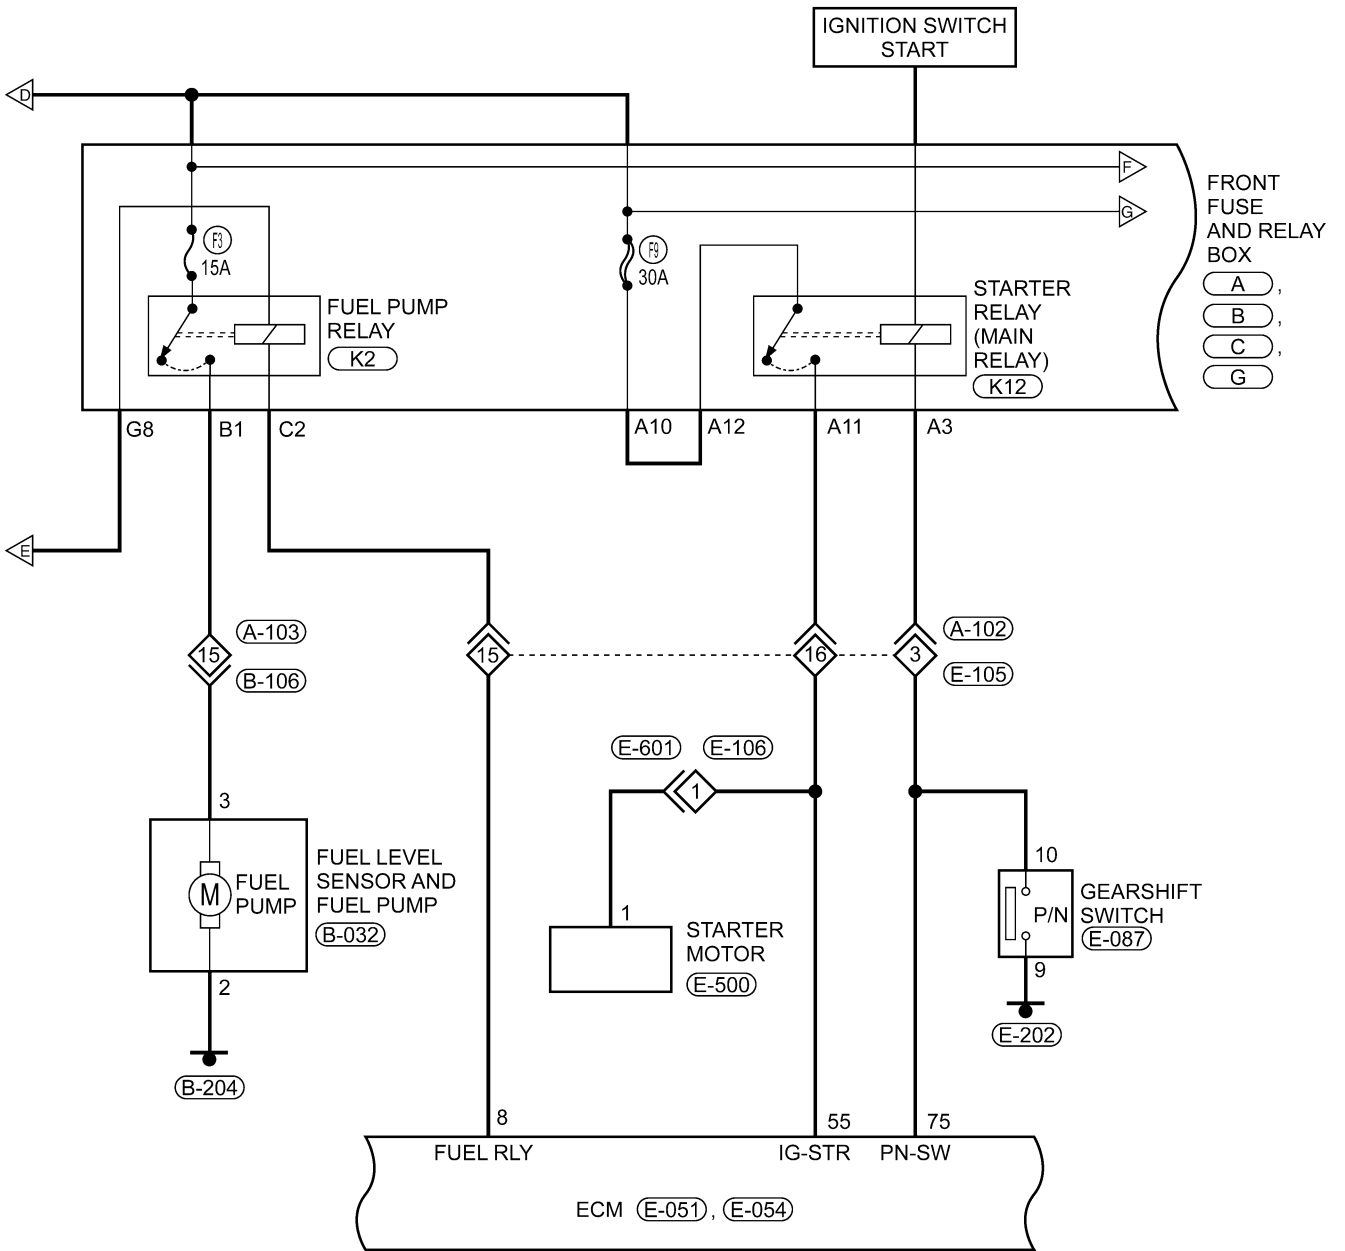 IGNITION SWITCH
START
D
F
G
FRONT
FUSE
AND RELAY
BOX
A ,
B ,
C ,
G
F3
15A
F9
30A
FUEL PUMP
RELAY
K2
STARTER
RELAY
(MAIN
RELAY)
K12
G8
B1
C2
A10
A12
A11
A3
E
A-103
15
B-106
15
16
3
A-102
E-105
E-601
E-106
1
3
M
FUEL
PUMP
FUEL LEVEL
SENSOR AND
FUEL PUMP
B-032
2
B-204
1
STARTER
MOTOR
E-500
10
P/N
GEARSHIFT
SWITCH
E-087
9
E-202
8
55
75
FUEL RLY
IG-STR
PN-SW
ECM E-051 , E-054